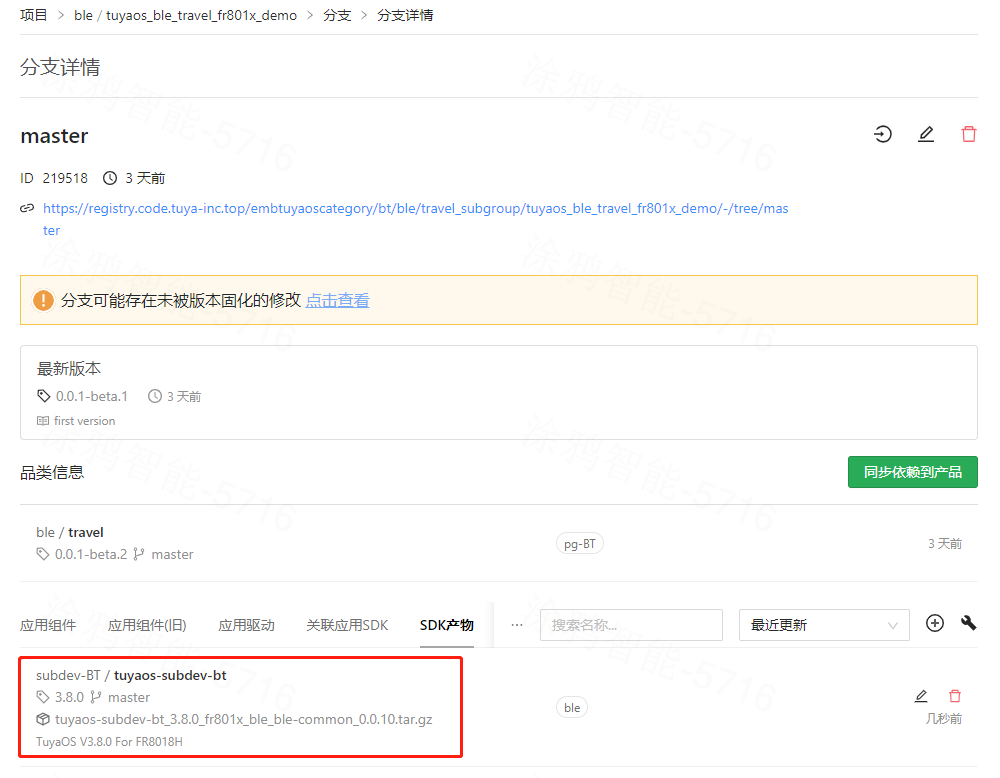 项目 > ble / tuyaos_ble_travel_fr801x_demo > 分支 > 分支详情
分支详情
master
ID 219518 3 天前
https://registry.code.tuya-inc.top/embtuyaoscategory/bt/ble/travel_subgroup/tuyaos_ble_travel_fr801x_demo/-/tree/mas
ter
分支可能存在未被版本固化的修改 点击查看
最新版本
0.0.1-beta.1 3 天前
first version
品类信息 同步依赖到产品
ble / travel
0.0.1-beta.2 master pg-BT 3 天前
应用组件 应用组件(旧) 应用驱动 关联应用SDK SDK产物 ... 搜索名称... 最近更新
subdev-BT / tuyaos-subdev-bt
3.8.0 master
ble
tuyaos-subdev-bt_3.8.0_fr801x_ble_ble-common_0.0.10.tar.gz 几秒前
TuyaOS V3.8.0 For FR8018H
涂鸦智能-5716